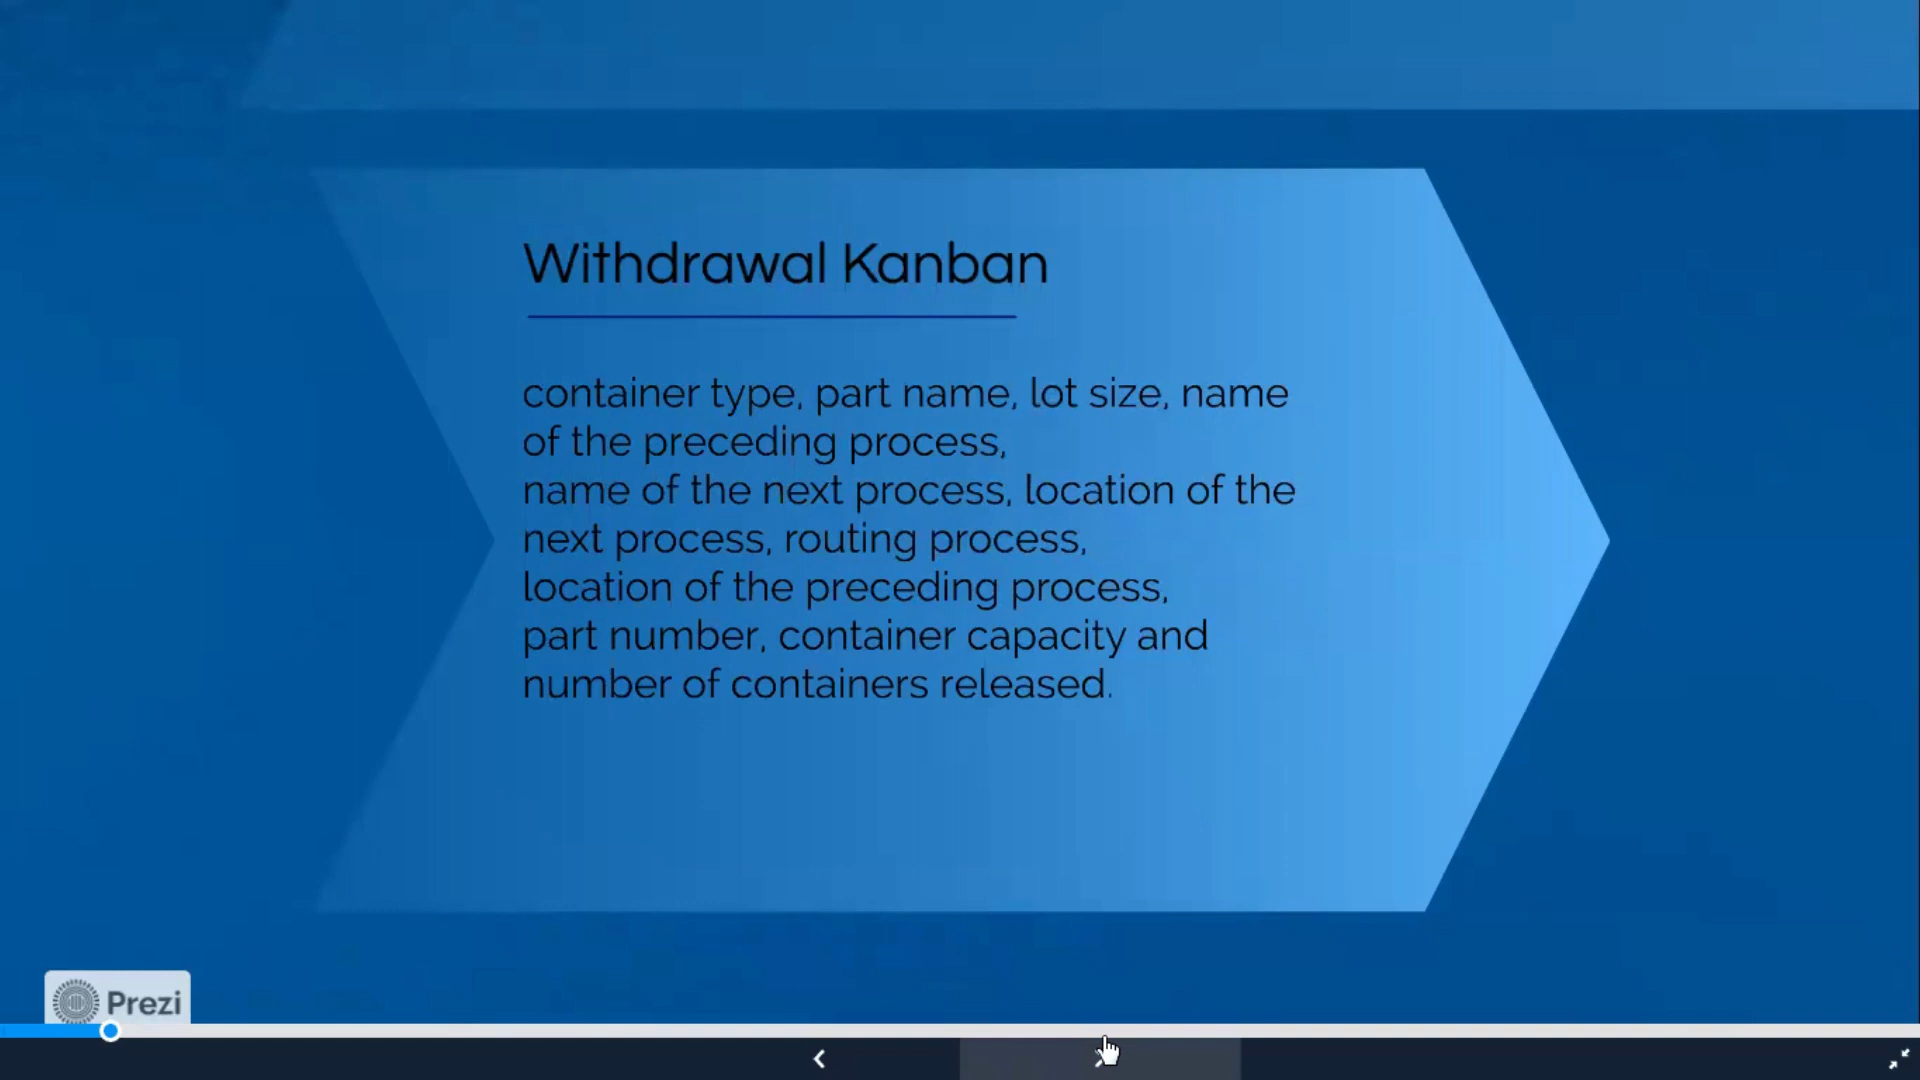 Withdrawal Kanban
container type, part name, lot size, name
of the preceding process,
name of the next process, location of the
next process, routing process,
location of the preceding process,
part number, container capacity and
number of containers released.
Prezi